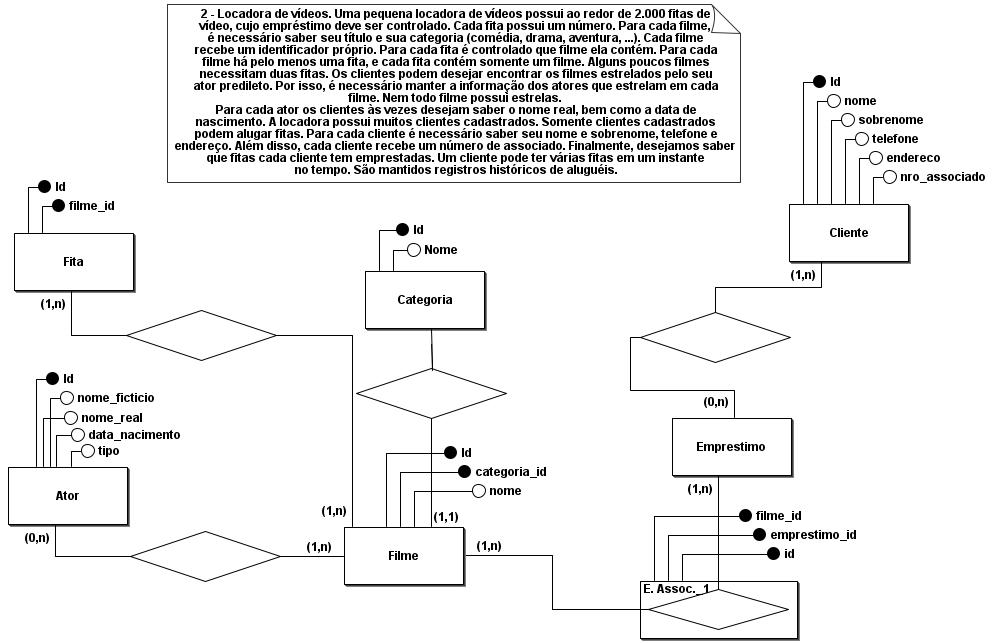 2 - Locadora de vídeos. Uma pequena locadora de vídeos possui ao redor de 2.000 fitas de
vídeo, cujo empréstimo deve ser controlado. Cada fita possui um número. Para cada filme,
é necessário saber seu título e sua categoria (comédia, drama, aventura, ...). Cada filme
recebe um identificador próprio. Para cada fita é controlado que filme ela contém. Para cada
filme há pelo menos uma fita, e cada fita contém somente um filme. Alguns poucos filmes
necessitam duas fitas. Os clientes podem desejar encontrar os filmes estrelados pelo seu
ator predileto. Por isso, é necessário manter a informação dos atores que estrelam em cada
filme. Nem todo filme possui estrelas.
Para cada ator os clientes às vezes desejam saber o nome real, bem como a data de
nascimento. A locadora possui muitos clientes cadastrados. Somente clientes cadastrados
podem alugar fitas. Para cada cliente é necessário saber seu nome e sobrenome, telefone e
endereço. Além disso, cada cliente recebe um número de associado. Finalmente, desejamos saber
que fitas cada cliente tem emprestadas. Um cliente pode ter várias fitas em um instante
no tempo. São mantidos registros históricos de aluguéis.
Id
nome
sobrenome
telefone
endereco
nro_associado
Cliente
(1,n)
Id
filme_id
Fita
(1,n)
Id
Nome
Categoria
Id
nome_ficticio
nome_real
data_nacimento
tipo
Ator
(0,n)
(0,n)
Emprestimo
(1,n)
Id
categoria_id
nome
(1,n)
(1,1)
(1,n)
Filme
(1,n)
filme_id
emprestimo_id
id
E. Assoc._1